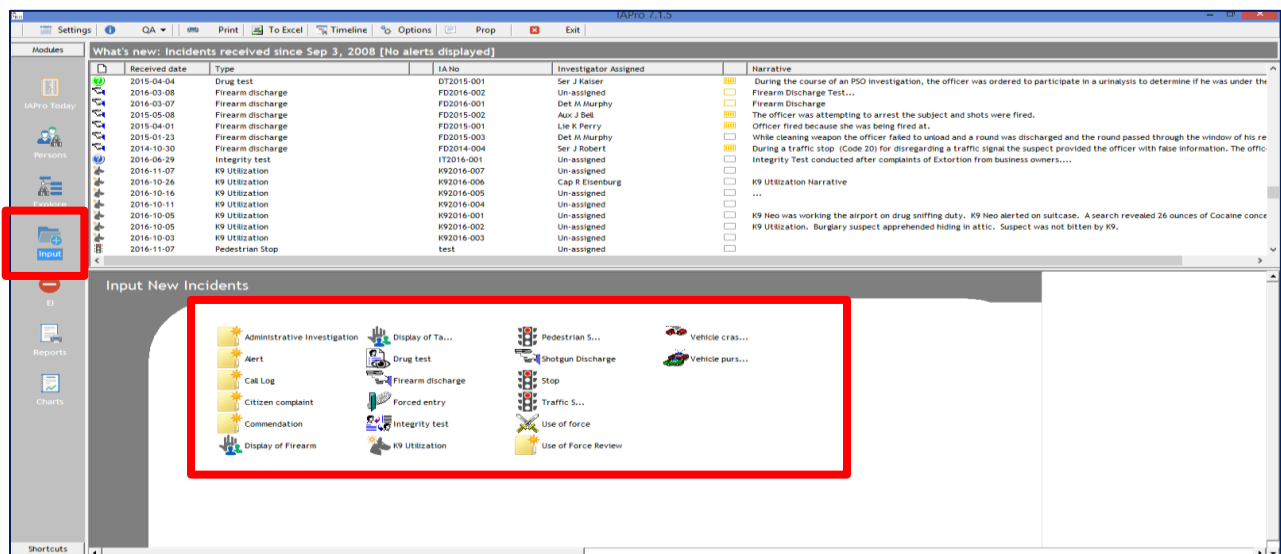 IAPro 7.1.5
Settings QA Print To Excel Timeline Options Prop Exit
Modules What's new: Incidents received since Sep 3, 2008 [No alerts displayed]
Received date Type IA No Investigator Assigned Narrative
2015-04-04 Drug test DT2015-001 Ser J Kaiser During the course of an PSO investigation, the officer was ordered to participate in a urinalysis to determine if he was under the
2016-03-08 Firearm discharge FD2016-002 Un-assigned Firearm Discharge Test...
2016-03-07 Firearm discharge FD2016-001 Det M Murphy Firearm Discharge
2015-05-08 Firearm discharge FD2015-002 Aux J Bell The officer was attempting to arrest the subject and shots were fired.
2015-04-01 Firearm discharge FD2015-001 Lie K Perry Officer fired because she was being fired at.
2015-01-23 Firearm discharge FD2015-003 Det M Murphy While cleaning weapon the officer failed to unload and a round was discharged and the round passed through the window of his re
2014-10-30 Firearm discharge FD2014-004 Ser J Robert During a traffic stop (Code 20) for disregarding a traffic signal the suspect provided the officer with false information. The offic
2016-06-29 Integrity test IT2016-001 Un-assigned Integrity Test conducted after complaints of Extortion from business owners....
2016-11-07 K9 Utilization K92016-007 Un-assigned
2016-10-26 K9 Utilization K92016-006 Cap R Eisenburg K9 Utilization Narrative
2016-10-16 K9 Utilization K92016-005 Un-assigned ...
2016-10-11 K9 Utilization K92016-004 Un-assigned
2016-10-05 K9 Utilization K92016-001 Un-assigned K9 Neo was working the airport on drug sniffing duty. K9 Neo alerted on suitcase. A search revealed 26 ounces of Cocaine conce
2016-10-05 K9 Utilization K92016-002 Un-assigned K9 Utilization. Burglary suspect apprehended hiding in attic. Suspect was not bitten by K9.
2016-10-03 K9 Utilization K92016-003 Un-assigned
2016-11-07 Pedestrian Stop test Un-assigned
IAPro Today
Persons
Explore
Input
EI
Reports
Charts
Shortcuts
Input New Incidents
Administrative Investigation Display of Ta... Pedestrian S... Vehicle cras...
Alert Drug test Shotgun Discharge Vehicle purs...
Call Log Firearm discharge Stop
Citizen complaint Forced entry Traffic S...
Commendation Integrity test Use of force
Display of Firearm K9 Utilization Use of Force Review